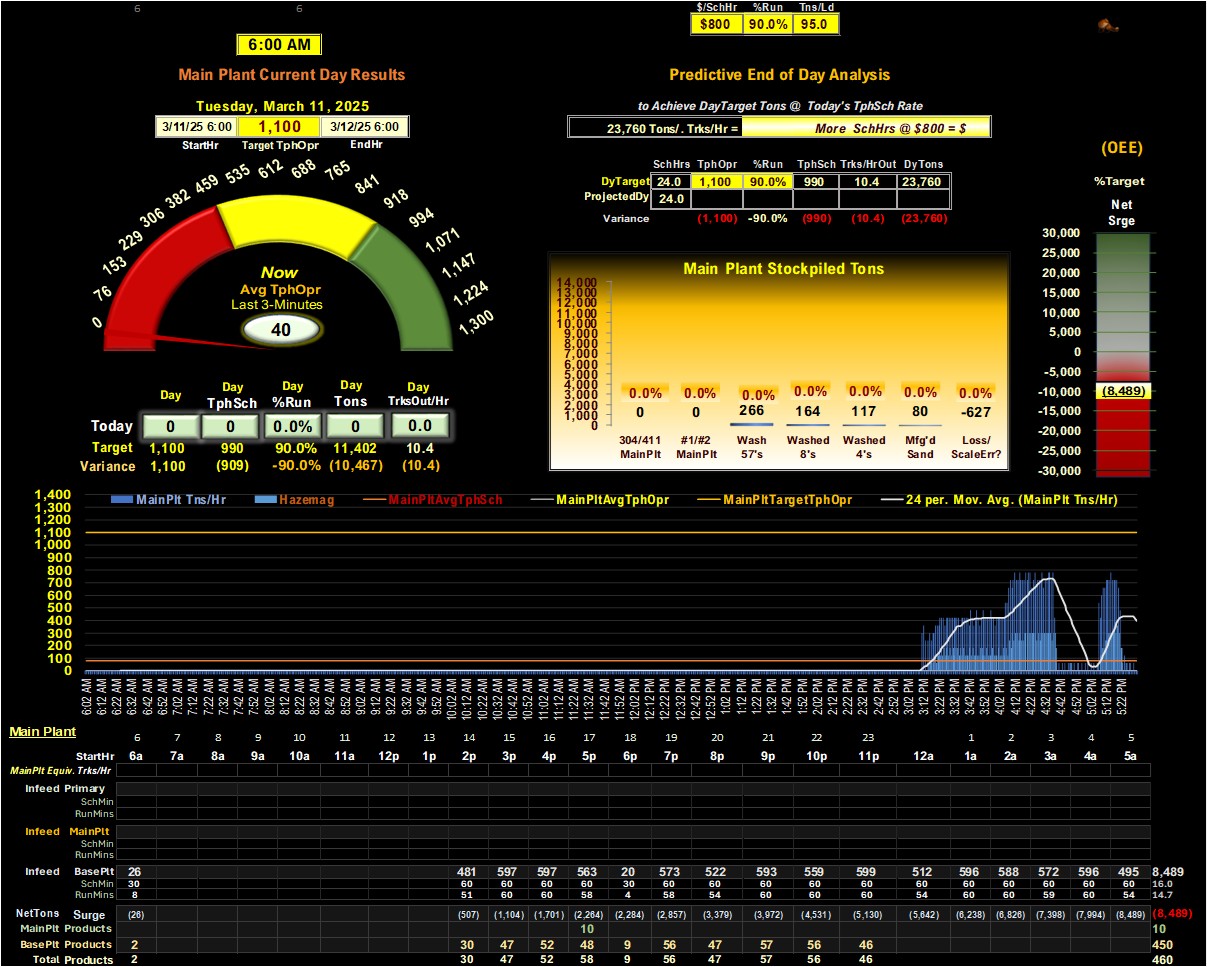 6 6
$/SchHr %Run Tns/Ld
$800 90.0% 95.0
6:00 AM
Main Plant Current Day Results
Predictive End of Day Analysis
Tuesday, March 11, 2025
to Achieve DayTarget Tons @ Today's TphSch Rate
3/11/25 6:00 1,100 3/12/25 6:00
StartHr Target TphOpr EndHr
23,760 Tons/. Trks/Hr = More SchHrs @ $800 = $
(OEE)
%Target
Net
Srge
SchHrs TphOpr %Run TphSch Trks/HrOut DyTons
DyTarget 24.0 1,100 90.0% 990 10.4 23,760
ProjectedDy 24.0
Variance (1,100) -90.0% (990) (10.4) (23,760)
0 76 153 229 306 382 459 535 612 688 765 841 918 994 1,071 1,147 1,224 1,300
Now
Avg TphOpr
Last 3-Minutes
40
Main Plant Stockpiled Tons
14,000
13,000
12,000
11,000
10,000
9,000
8,000
7,000
6,000
5,000
4,000
3,000
2,000
1,000
0
0.0% 0.0% 0.0% 0.0% 0.0% 0.0% 0.0%
0 0 266 164 117 80 -627
304/411 #1/#2 Wash Washed Washed Mfg'd Loss/
MainPlt MainPlt 57's 8's 4's Sand ScaleErr?
30,000
25,000
20,000
15,000
10,000
5,000
0
-5,000
-10,000
-15,000
-20,000
-25,000
-30,000
(8,489)
Day Day Day Day Day
TphSch %Run Tons TrksOut/Hr
Today 0 0 0.0% 0 0.0
Target 1,100 990 90.0% 11,402 10.4
Variance 1,100 (909) -90.0% (10,467) (10.4)
MainPlt Tns/Hr Hazemag MainPltAvgTphSch MainPltAvgTphOpr MainPltTargetTphOpr 24 per. Mov. Avg. (MainPlt Tns/Hr)
1,400
1,300
1,200
1,100
1,000
900
800
700
600
500
400
300
200
100
0
6:02 AM 6:12 AM 6:22 AM 6:32 AM 6:42 AM 6:52 AM 7:02 AM 7:12 AM 7:22 AM 7:32 AM 7:42 AM 7:52 AM 8:02 AM 8:12 AM 8:22 AM 8:32 AM 8:42 AM 8:52 AM 9:02 AM 9:12 AM 9:22 AM 9:32 AM 9:42 AM 9:52 AM 10:02 AM 10:12 AM 10:22 AM 10:32 AM 10:42 AM 10:52 AM 11:02 AM 11:12 AM 11:22 AM 11:32 AM 11:42 AM 11:52 AM 12:02 PM 12:12 PM 12:22 PM 12:32 PM 12:42 PM 12:52 PM 1:02 PM 1:12 PM 1:22 PM 1:32 PM 1:42 PM 1:52 PM 2:02 PM 2:12 PM 2:22 PM 2:32 PM 2:42 PM 2:52 PM 3:02 PM 3:12 PM 3:22 PM 3:32 PM 3:42 PM 3:52 PM 4:02 PM 4:12 PM 4:22 PM 4:32 PM 4:42 PM 4:52 PM 5:02 PM 5:12 PM 5:22 PM
Main Plant
6 7 8 9 10 11 12 13 14 15 16 17 18 19 20 21 22 23 1 2 3 4 5
StartHr 6a 7a 8a 9a 10a 11a 12p 1p 2p 3p 4p 5p 6p 7p 8p 9p 10p 11p 12a 1a 2a 3a 4a 5a
MainPlt Equiv. Trks/Hr
Infeed Primary
SchMin
RunMins
Infeed MainPlt
SchMin
RunMins
Infeed BasePlt 26 481 597 597 563 20 573 522 593 559 599 512 596 588 572 596 495 8,489
SchMin 30 60 60 60 58 30 60 60 60 60 60 60 60 60 60 60 60 16.0
RunMins 8 51 60 60 58 4 58 54 60 60 60 54 60 60 59 60 54 14.7
NetTons Surge (26) (507) (1,104) (1,701) (2,264) (2,284) (2,857) (3,379) (3,972) (4,531) (5,130) (5,642) (6,238) (6,826) (7,398) (7,994) (8,489) (8,489)
MainPlt Products 10 10
BasePlt Products 2 30 47 52 48 9 56 47 57 56 46 450
Total Products 2 30 47 52 58 9 56 47 57 56 46 460